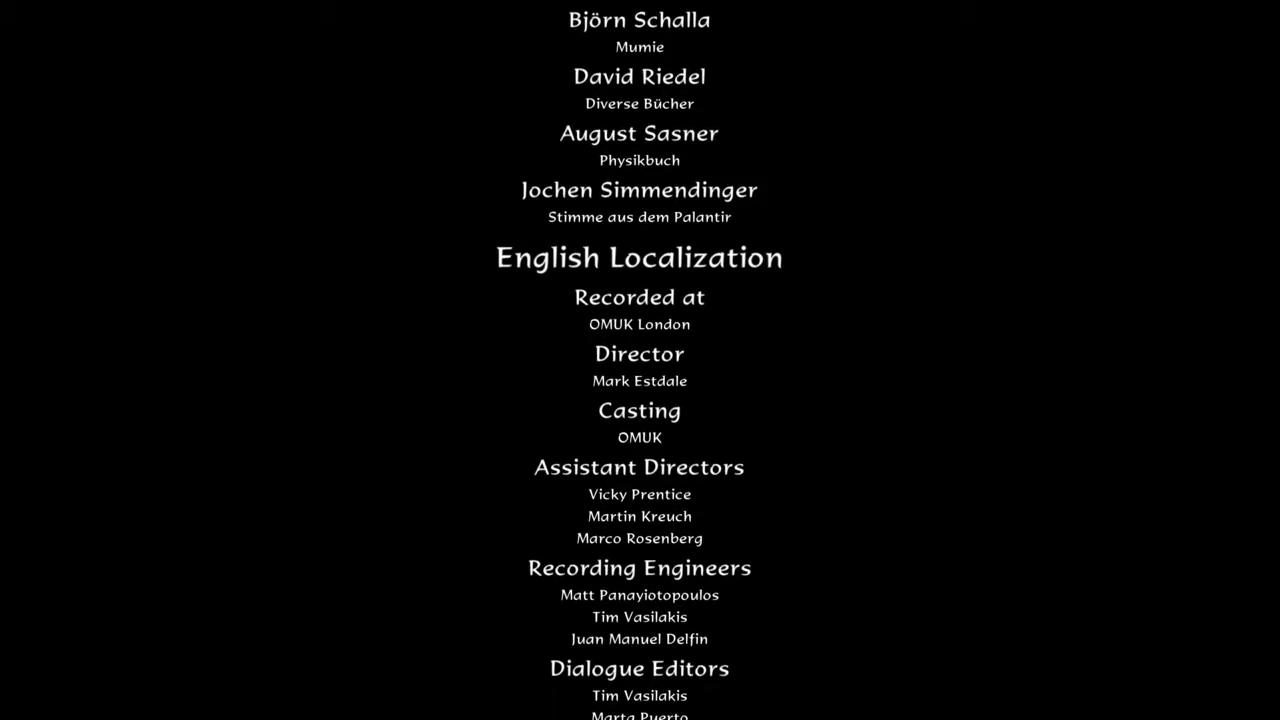 Björn Schalla
Mumie
David Riedel
Diverse Bücher
August Sasner
Physikbuch
Jochen Simmendinger
Stimme aus dem Palantir
English Localization
Recorded at
OMUK London
Director
Mark Estdale
Casting
OMUK
Assistant Directors
Vicky Prentice
Martin Kreuch
Marco Rosenberg
Recording Engineers
Matt Panayiotopoulos
Tim Vasilakis
Juan Manuel Delfin
Dialogue Editors
Tim Vasilakis
Marta Puerto